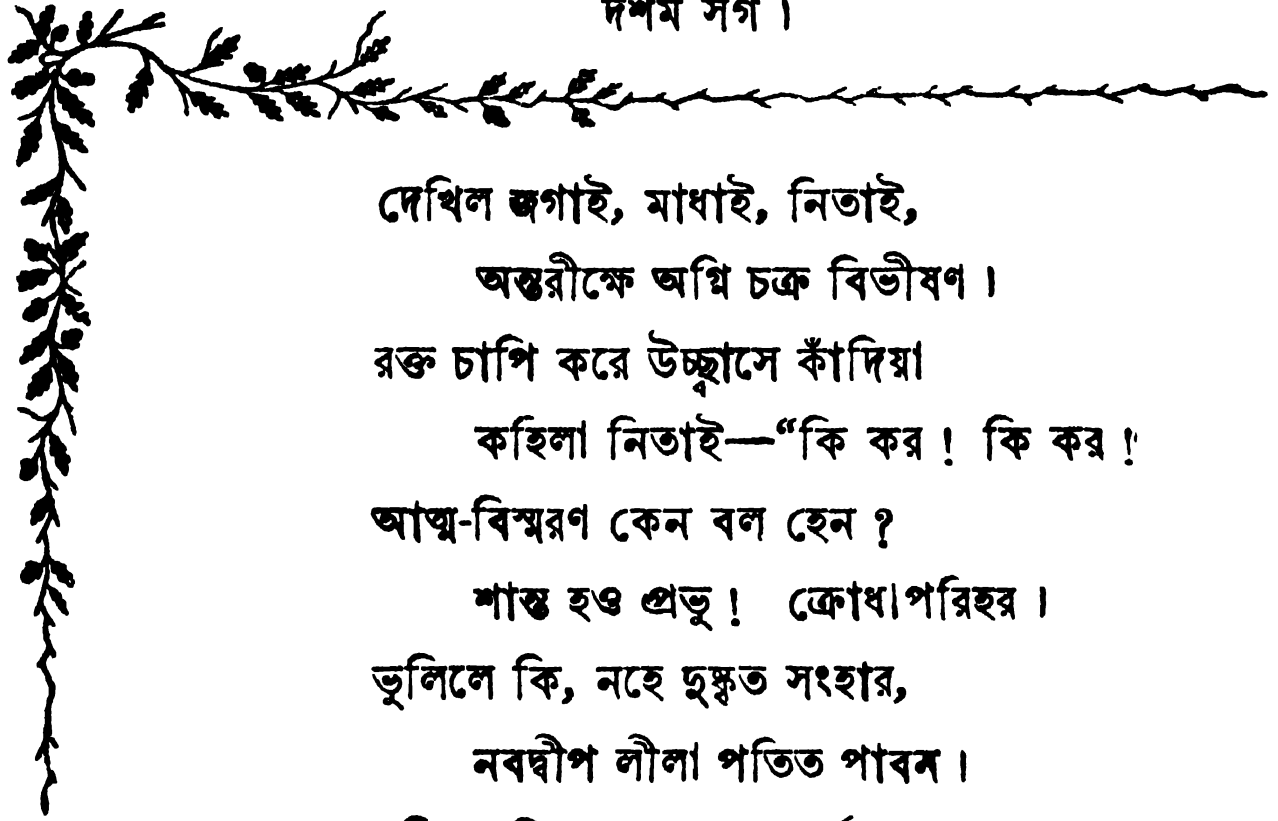 দশম সর্গ ।
দেখিল জগাই, মাধাই, নিতাই,
অন্তরীক্ষে অগ্নি চক্র বিভীষণ ।
রক্ত চাপি করে উচ্ছ্বাসে কাঁদিয়া
কহিলা নিতাই—“কি কর ! কি কর !
আত্ম-বিস্মরণ কেন বল হেন ?
শান্ত হও প্রভু ! ক্রোধ।পরিহর ।
ভুলিলে কি, নহে দুষ্কৃত সংহার,
নবদ্বীপ লীলা পতিত পাবন ।